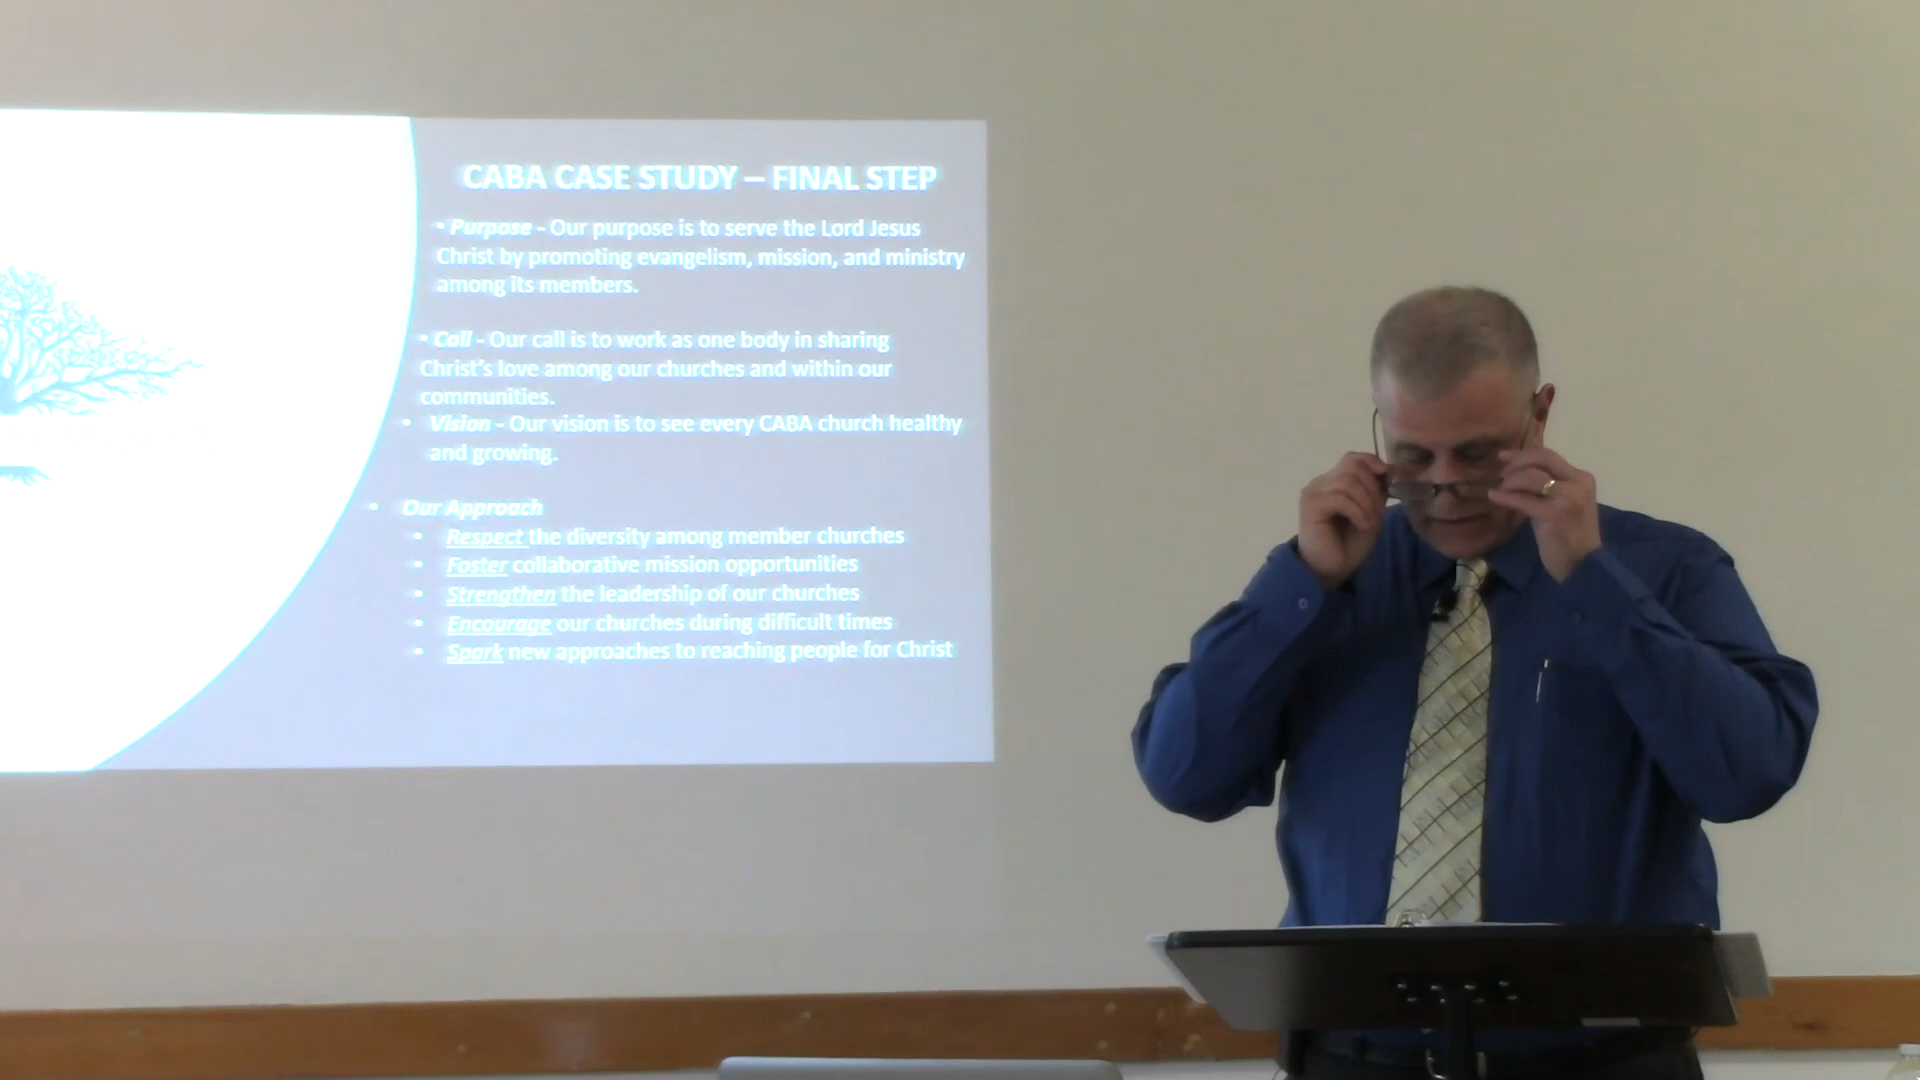 CABA CASE STUDY – FINAL STEP
• Purpose - Our purpose is to serve the Lord Jesus
Christ by promoting evangelism, mission, and ministry
among its members.
• Call - Our call is to work as one body in sharing
Christ's love among our churches and within our
communities.
• Vision - Our vision is to see every CABA church healthy
and growing.
• Our Approach
• Respect the diversity among member churches
• Foster collaborative mission opportunities
• Strengthen the leadership of our churches
• Encourage our churches during difficult times
• Spark new approaches to reaching people for Christ